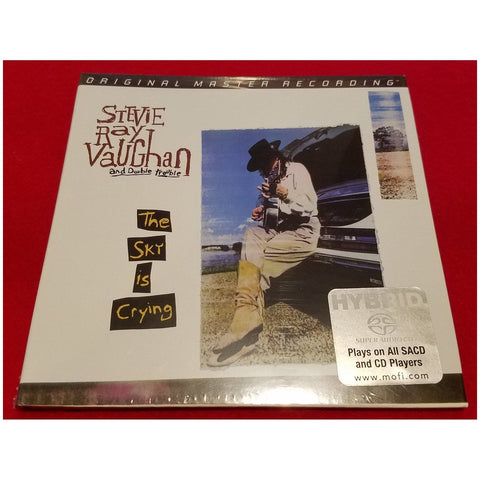 ORIGINAL MASTER RECORDING™
STEVIE
RAY
VAUGHAN
and Double Trouble
The
SKY
is
Crying
HYBRID
SUPER AUDIO CD
Plays on All SACD
and CD Players
www.mofi.com